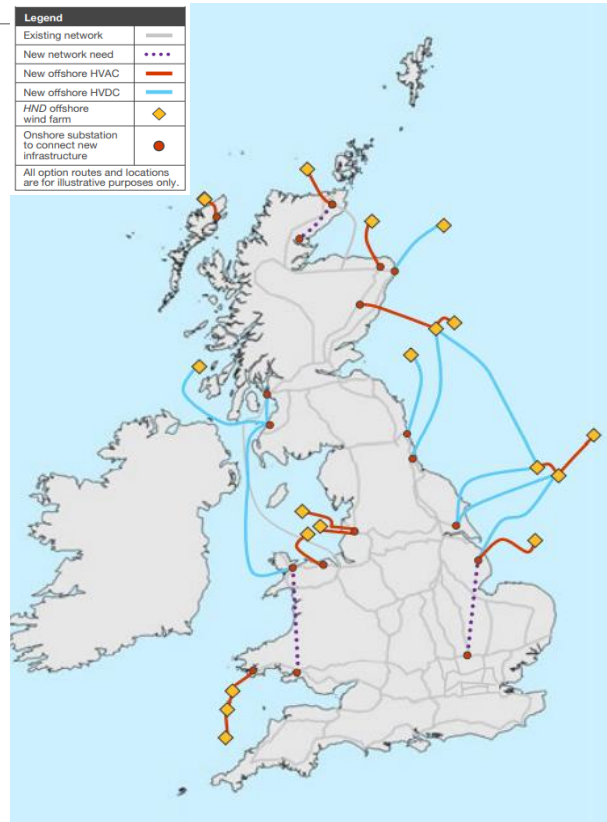 Legend
Existing network
New network need
New offshore HVAC
New offshore HVDC
HND offshore
wind farm
Onshore substation
to connect new
infrastructure
All option routes and locations
are for illustrative purposes only.